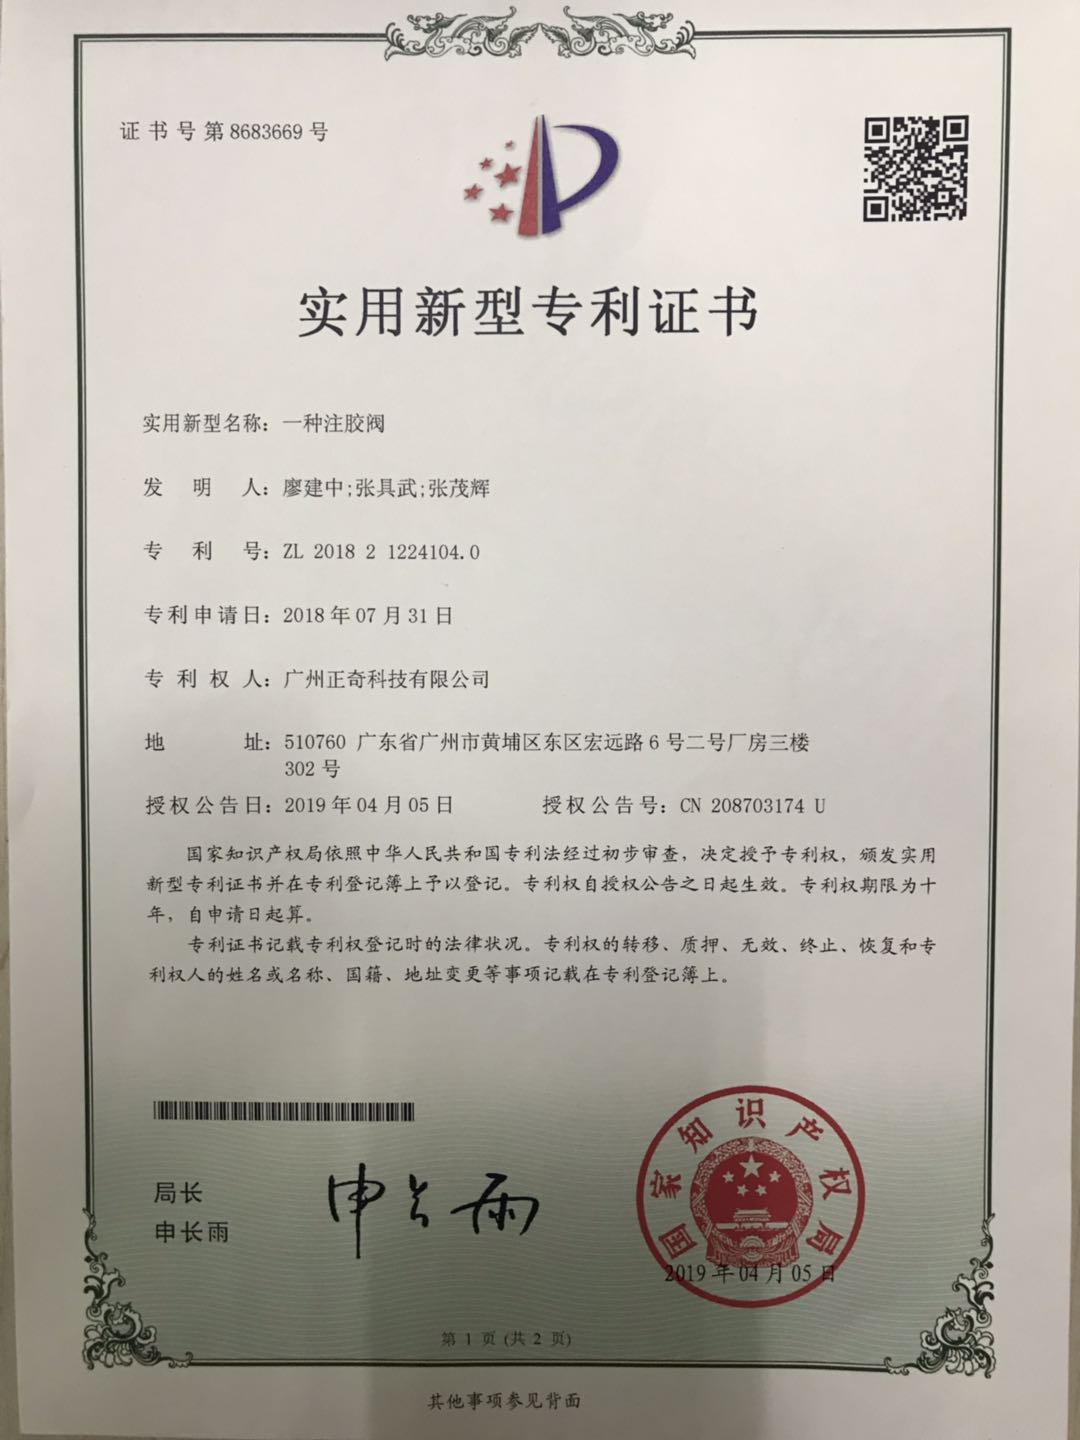 证书号第8683669号
实用新型专利证书
实用新型名称：一种注胶阀
发明人：廖建中;张具武;张茂辉
专利号：ZL 2018 2 1224104.0
专利申请日：2018年07月31日
专利权人：广州正奇科技有限公司
地址：510760 广东省广州市黄埔区东区宏远路6号二号厂房三楼
302号
授权公告日：2019年04月05日 授权公告号：CN 208703174 U
国家知识产权局依照中华人民共和国专利法经过初步审查，决定授予专利权，颁发实用
新型专利证书并在专利登记簿上予以登记。专利权自授权公告之日起生效。专利权期限为十
年，自申请日起算。
专利证书记载专利权登记时的法律状况。专利权的转移、质押、无效、终止、恢复和专
利权人的姓名或名称、国籍、地址变更等事项记载在专利登记簿上。
局长
申长雨
申长雨
国家知识产权局
2019年04月05日
第1页(共2页)
其他事项参见背面